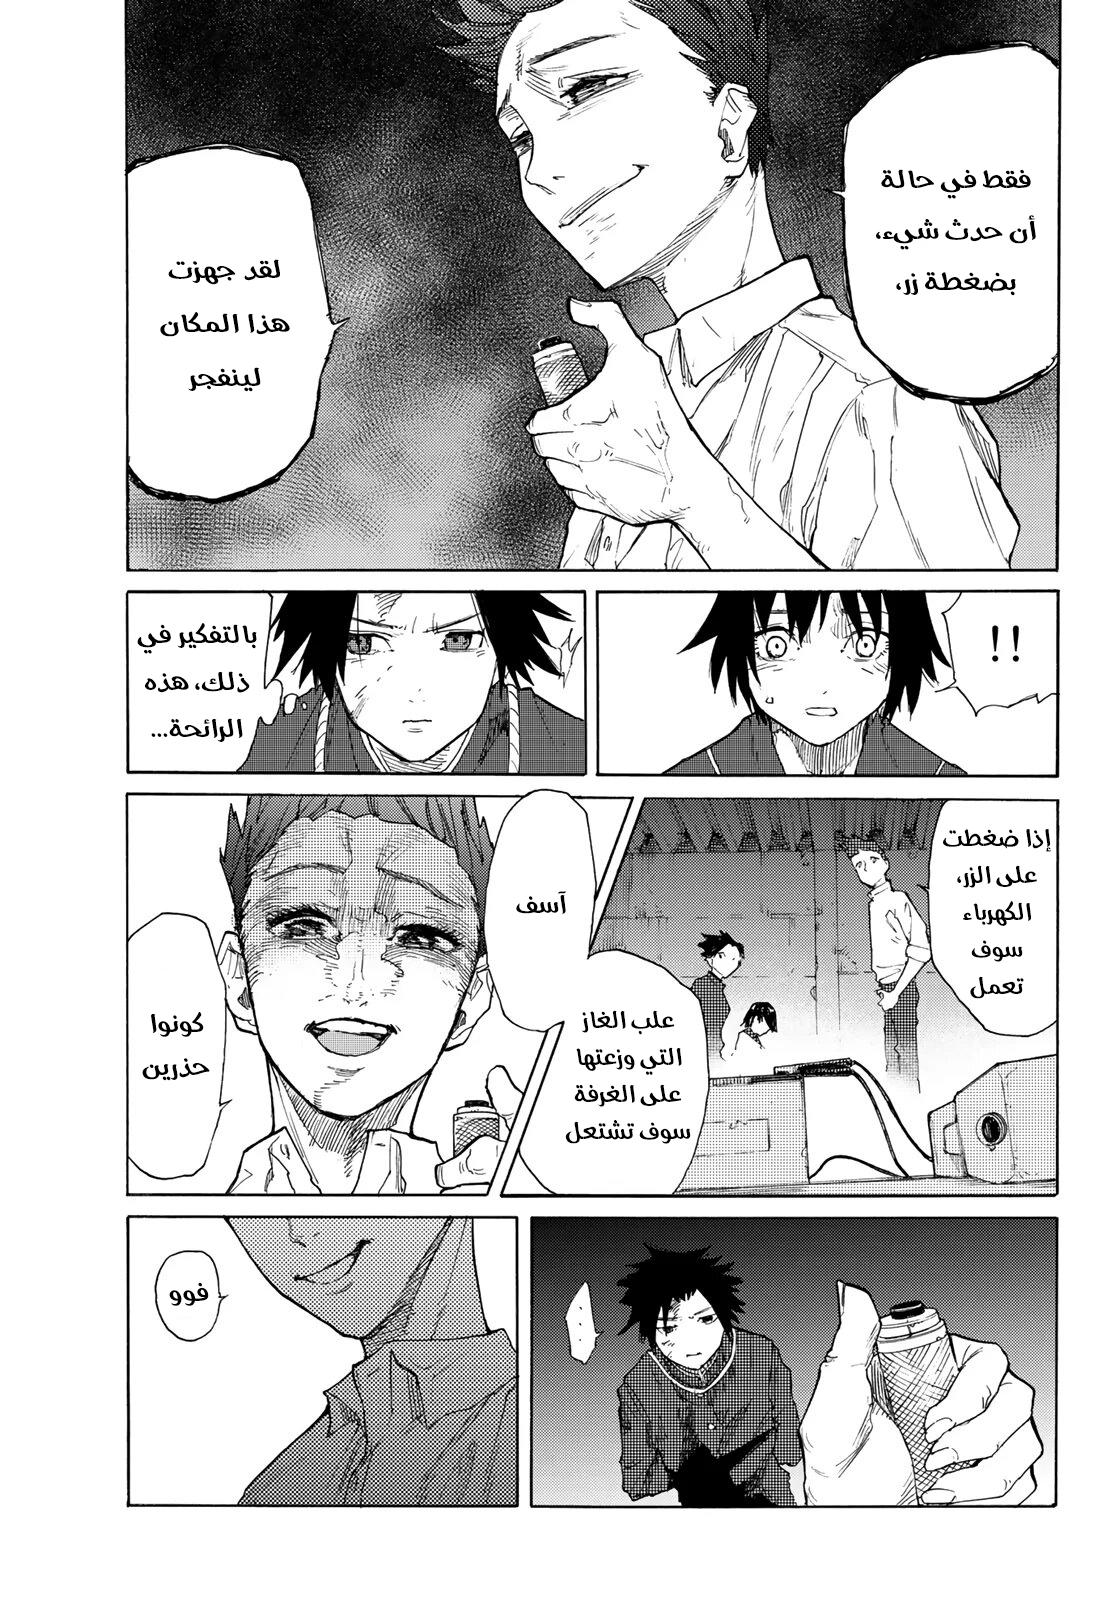 فقط في حالة
أن حدث شيء،
بضغطة زر،
لقد جهزت
هذا المكان
لينفجر
!!
بالتفكير في
ذلك، هذه
الرائحة...
إذا ضغطت
على الزر،
الكهرباء
سوف
تعمل
علب الغاز
التي وزعتها
على الغرفة
سوف تشتعل
آسف
كونوا
حذرين
...
فوو